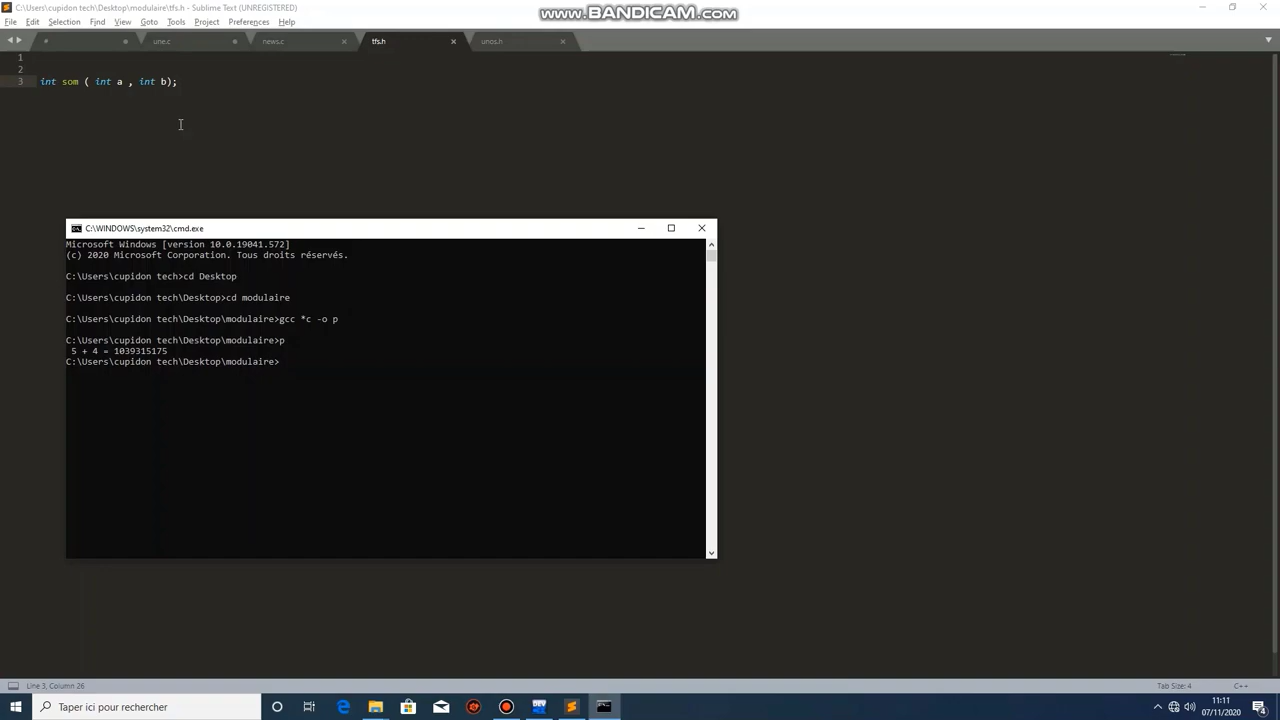 C:\Users\cupidon tech\Desktop\modulaire\tfs.h - Sublime Text (UNREGISTERED)
WWW.BANDICAM.COM
File Edit Selection Find View Goto Tools Project Preferences Help
# une.c news.c tfs.h unos.h
1
2
3 int som ( int a , int b);
C:\WINDOWS\system32\cmd.exe
Microsoft Windows [version 10.0.19041.572]
(c) 2020 Microsoft Corporation. Tous droits réservés.
C:\Users\cupidon tech>cd Desktop
C:\Users\cupidon tech\Desktop>cd modulaire
C:\Users\cupidon tech\Desktop\modulaire>gcc *c -o p
C:\Users\cupidon tech\Desktop\modulaire>p
5 + 4 = 1039315175
C:\Users\cupidon tech\Desktop\modulaire>
Line 3, Column 26
Tab Size: 4
C++
Taper ici pour rechercher
DEV
11:11
07/11/2020
4